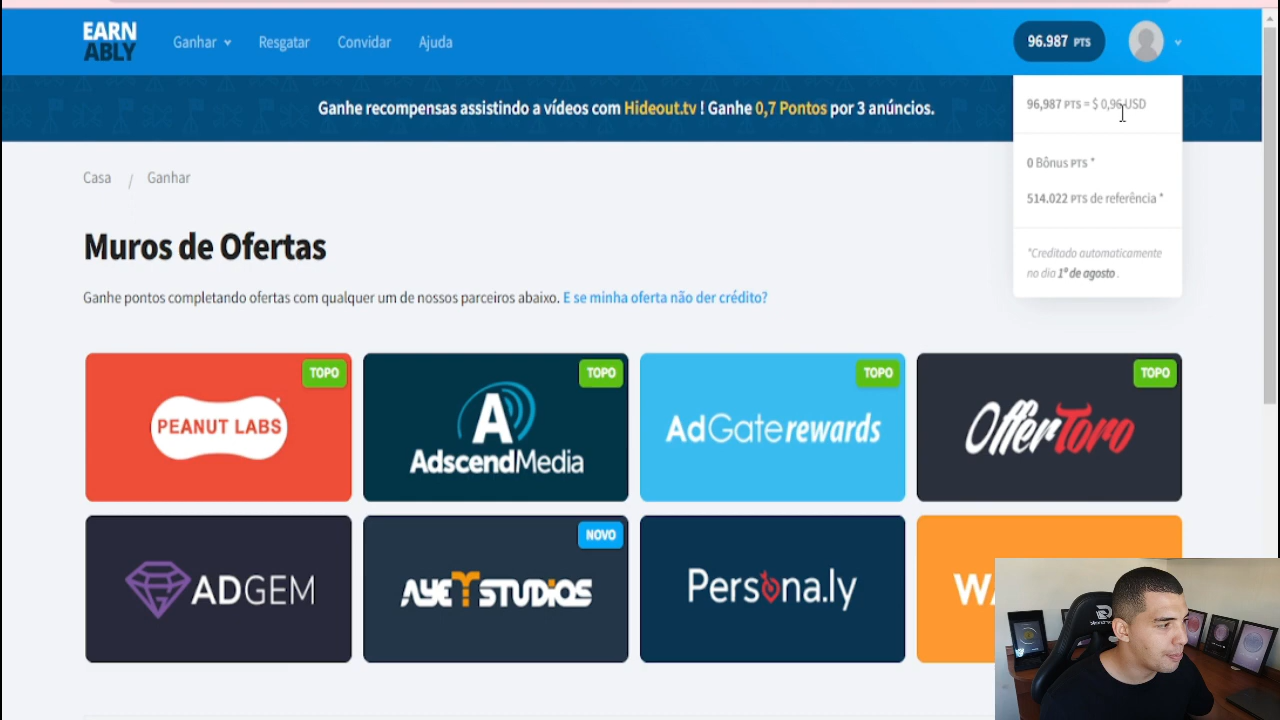 EARN
ABLY
Ganhar
Resgatar
Convidar
Ajuda
96.987 PTS
Ganhe recompensas assistindo a vídeos com Hideout.tv ! Ganhe 0,7 Pontos por 3 anúncios.
96,987 PTS = $ 0,96 USD
0 Bônus PTS *
514.022 PTS de referência *
*Creditado automaticamente
no dia 1º de agosto .
Casa / Ganhar
Muros de Ofertas
Ganhe pontos completando ofertas com qualquer um de nossos parceiros abaixo. E se minha oferta não der crédito?
TOPO
PEANUT LABS
TOPO
AdscendMedia
TOPO
AdGate rewards
TOPO
OfferToro
ADGEM
NOVO
AYET STUDIOS
Persona.ly